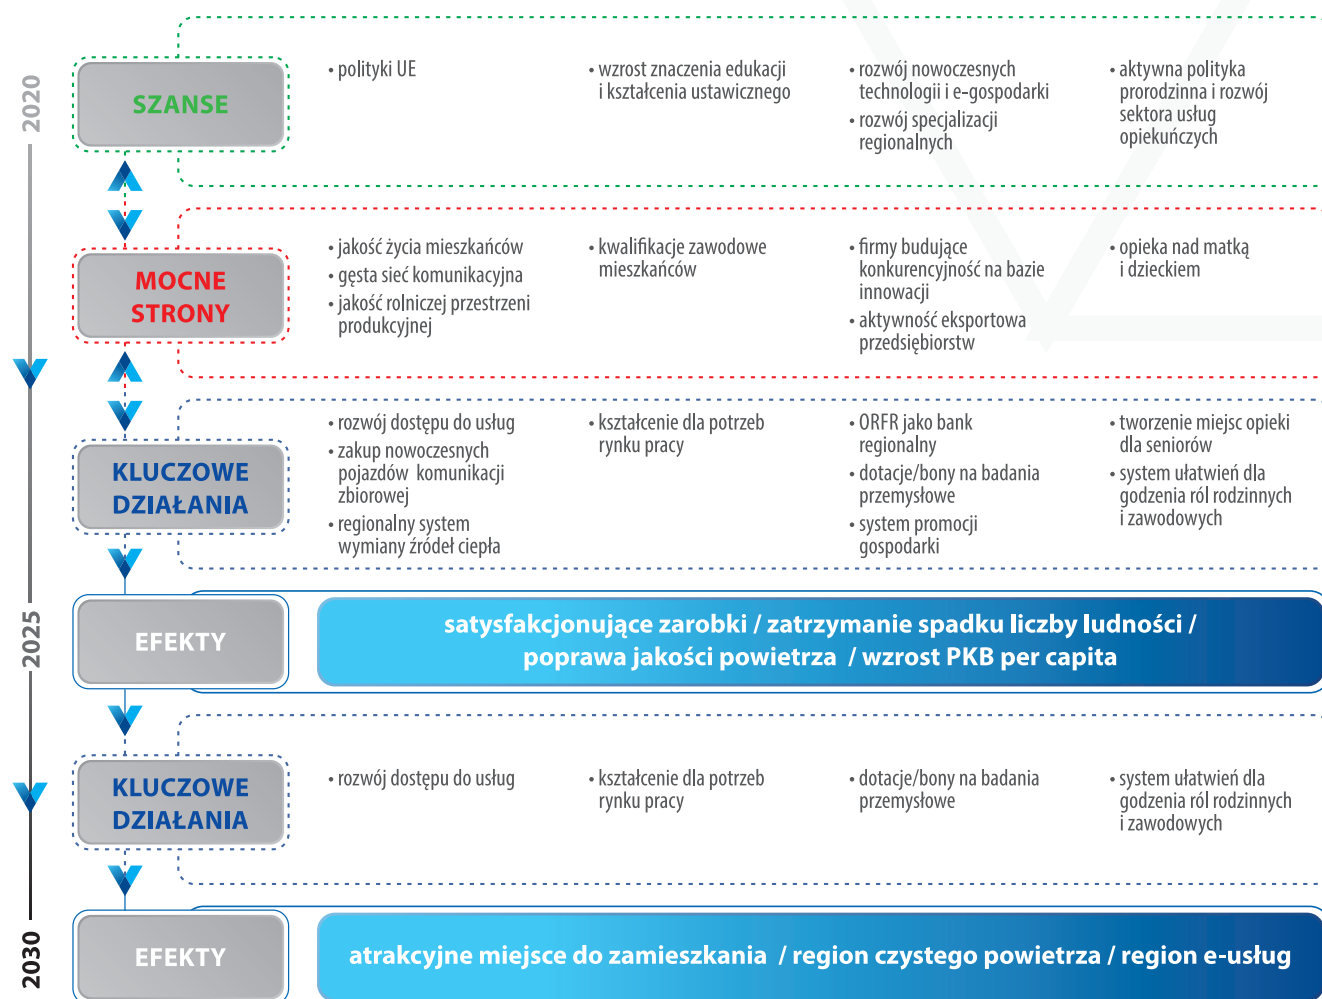 2020
SZANSE
• polityki UE
• wzrost znaczenia edukacji
i kształcenia ustawicznego
• rozwój nowoczesnych
technologii i e-gospodarki
• rozwój specjalizacji
regionalnych
• aktywna polityka
prorodzinna i rozwój
sektora usług
opiekuńczych
MOCNE
STRONY
• jakość życia mieszkańców
• gęsta sieć komunikacyjna
• jakość rolniczej przestrzeni
produkcyjnej
• kwalifikacje zawodowe
mieszkańców
• firmy budujące
konkurencyjność na bazie
innowacji
• aktywność eksportowa
przedsiębiorstw
• opieka nad matką
i dzieckiem
KLUCZOWE
DZIAŁANIA
• rozwój dostępu do usług
• zakup nowoczesnych
pojazdów komunikacji
zbiorowej
• regionalny system
wymiany źródeł ciepła
• kształcenie dla potrzeb
rynku pracy
• ORFR jako bank
regionalny
• dotacje/bony na badania
przemysłowe
• system promocji
gospodarki
• tworzenie miejsc opieki
dla seniorów
• system ułatwień dla
godzenia ról rodzinnych
i zawodowych
2025
EFEKTY
satysfakcjonujące zarobki / zatrzymanie spadku liczby ludności /
poprawa jakości powietrza / wzrost PKB per capita
KLUCZOWE
DZIAŁANIA
• rozwój dostępu do usług
• kształcenie dla potrzeb
rynku pracy
• dotacje/bony na badania
przemysłowe
• system ułatwień dla
godzenia ról rodzinnych
i zawodowych
2030
EFEKTY
atrakcyjne miejsce do zamieszkania / region czystego powietrza / region e-usług